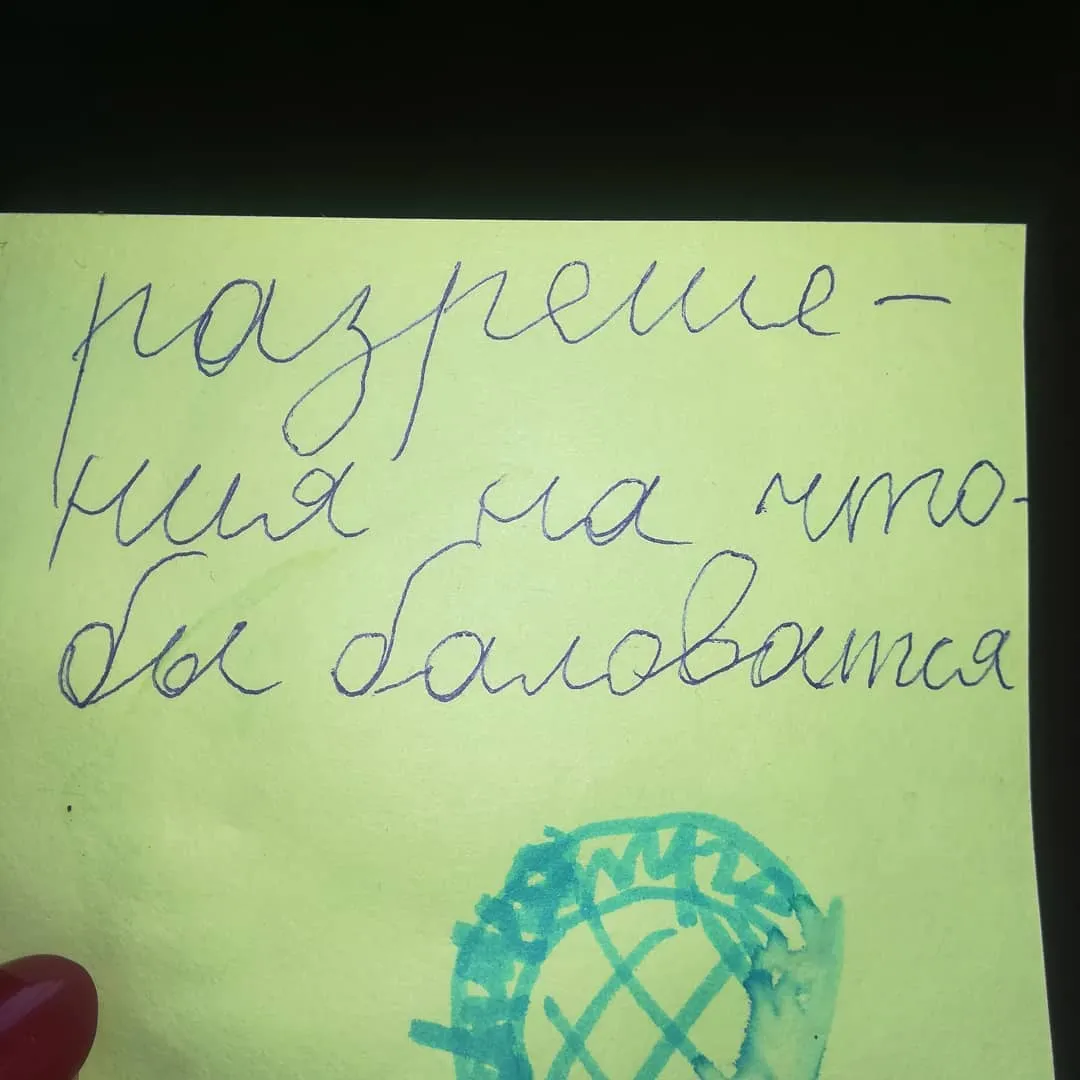 разреше-
ния на что-
бы баловатся